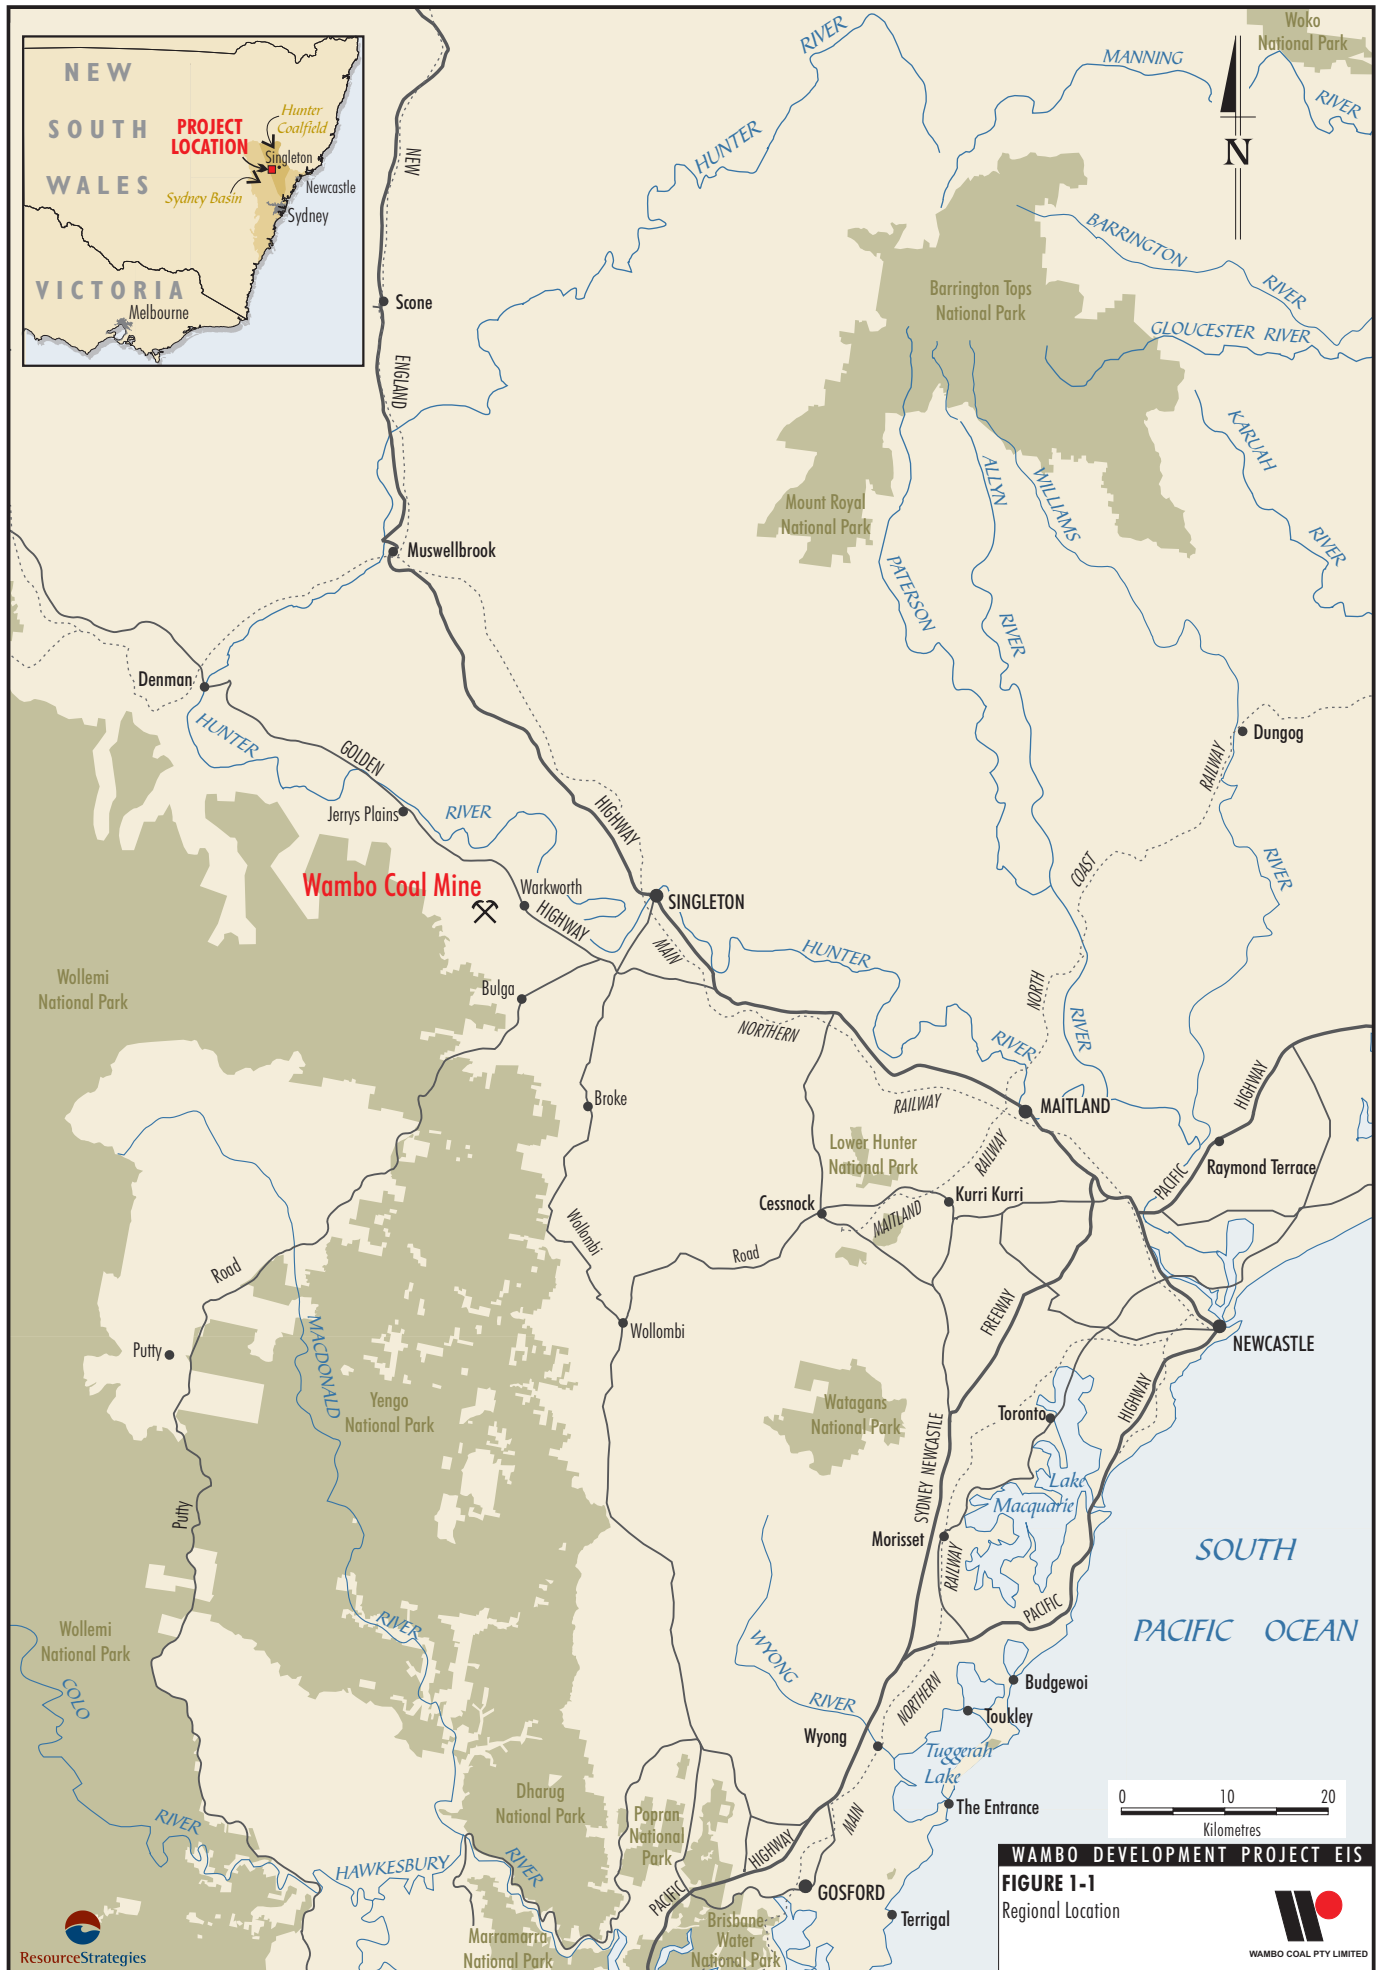 NEW
SOUTH
WALES
VICTORIA
PROJECT
LOCATION
Hunter
Coalfield
Singleton
Newcastle
Sydney Basin
Sydney
Melbourne
Woko
National Park
RIVER
MANNING
RIVER
HUNTER
N
NEW
BARRINGTON
RIVER
Barrington Tops
National Park
GLOUCESTER RIVER
Scone
ENGLAND
KARUAH
RIVER
ALLYN
WILLIAMS
Mount Royal
National Park
Muswellbrook
PATERSON
RIVER
Denman
HUNTER
GOLDEN
Dungog
RAILWAY
Jerrys Plains
RIVER
HIGHWAY
COAST
RIVER
Wambo Coal Mine
Warkworth
HIGHWAY
SINGLETON
MAIN
HUNTER
Wollemi
National Park
Bulga
NORTH
NORTHERN
RIVER
RIVER
HIGHWAY
Broke
RAILWAY
MAITLAND
Lower Hunter
National Park
RAILWAY
PACIFIC
Raymond Terrace
Cessnock
Kurri Kurri
MAITLAND
Wollombi
Road
Road
MACDONALD
FREEWAY
Wollombi
Putty
NEWCASTLE
Yengo
National Park
Watagans
National Park
Toronto
HIGHWAY
SYDNEY NEWCASTLE
Lake
Macquarie
Putty
Morisset
RAILWAY
SOUTH
PACIFIC OCEAN
Wollemi
National Park
RIVER
PACIFIC
COLO
WYONG
RIVER
NORTHERN
Budgewoi
Toukley
Wyong
Tuggerah
Lake
Dharug
National Park
Popran
National
Park
The Entrance
0 10 20
Kilometres
RIVER
MAIN
HIGHWAY
HAWKESBURY
RIVER
PACIFIC
GOSFORD
Terrigal
Marramarra
National Park
Brisbane
Water
National Park
ResourceStrategies
WAMBO DEVELOPMENT PROJECT EIS
FIGURE 1-1
Regional Location
WAMBO COAL PTY LIMITED